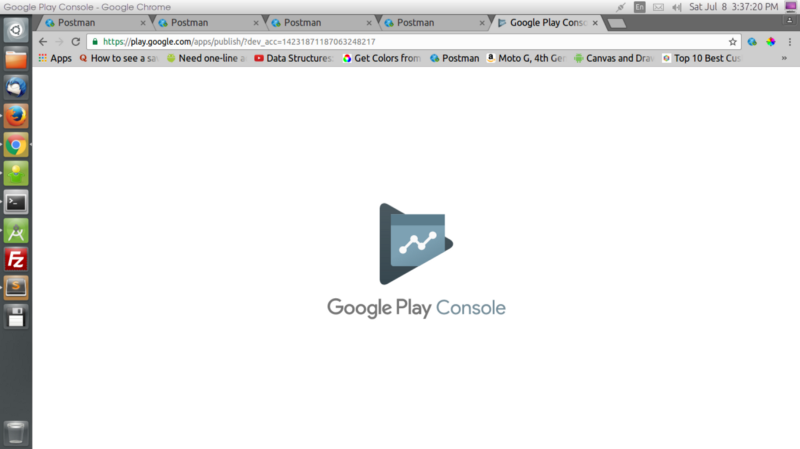 Google Play Console - Google Chrome
En
Sat Jul 8 3:37:20 PM
Postman
Postman
Postman
Postman
Google Play Conso
https://play.google.com/apps/publish/?dev_acc=14231871187063248217
Apps
How to see a sa
Need one-line a
Data Structures:
Get Colors from
Postman
Moto G, 4th Ger
Canvas and Drav
Top 10 Best Cus
Google Play Console